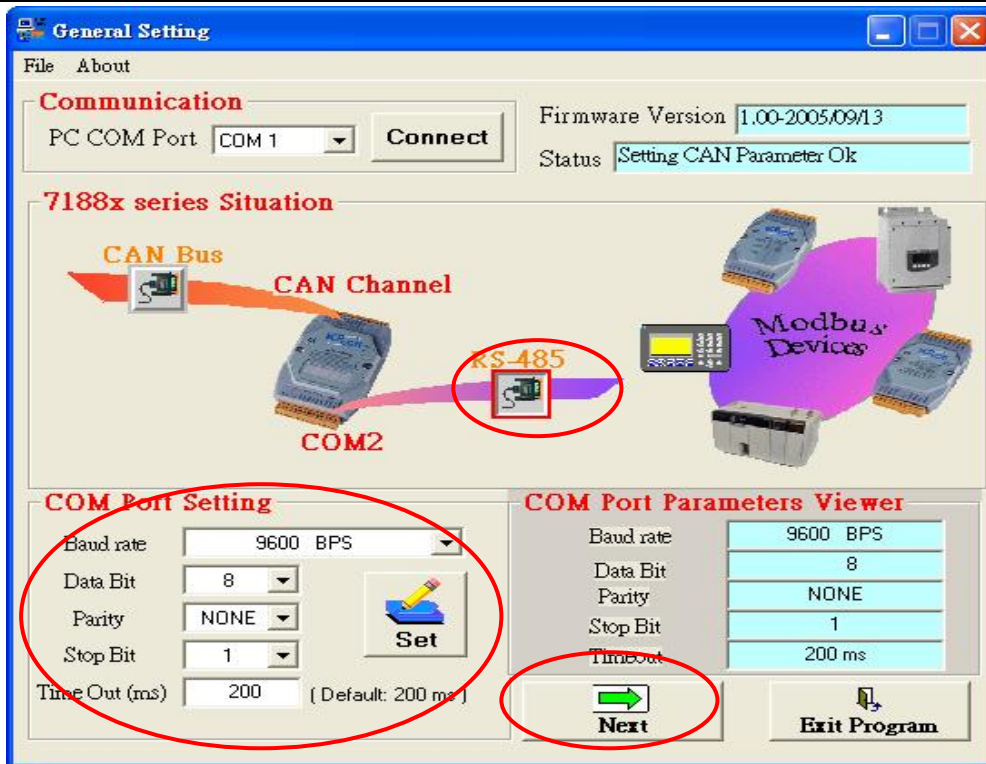 General Setting
File About
Communication
PC COM Port COM 1 Connect
Firmware Version 1.00-2005/09/13
Status Setting CAN Parameter Ok
7188x series Situation
CAN Bus
CAN Channel
RS-485
COM2
Modbus
Devices
COM Port Setting
Baud rate 9600 BPS
Data Bit 8
Parity NONE
Stop Bit 1
Time Out (ms) 200 ( Default: 200 ms )
Set
COM Port Parameters Viewer
Baud rate 9600 BPS
Data Bit 8
Parity NONE
Stop Bit 1
Timeout 200 ms
Next
Exit Program